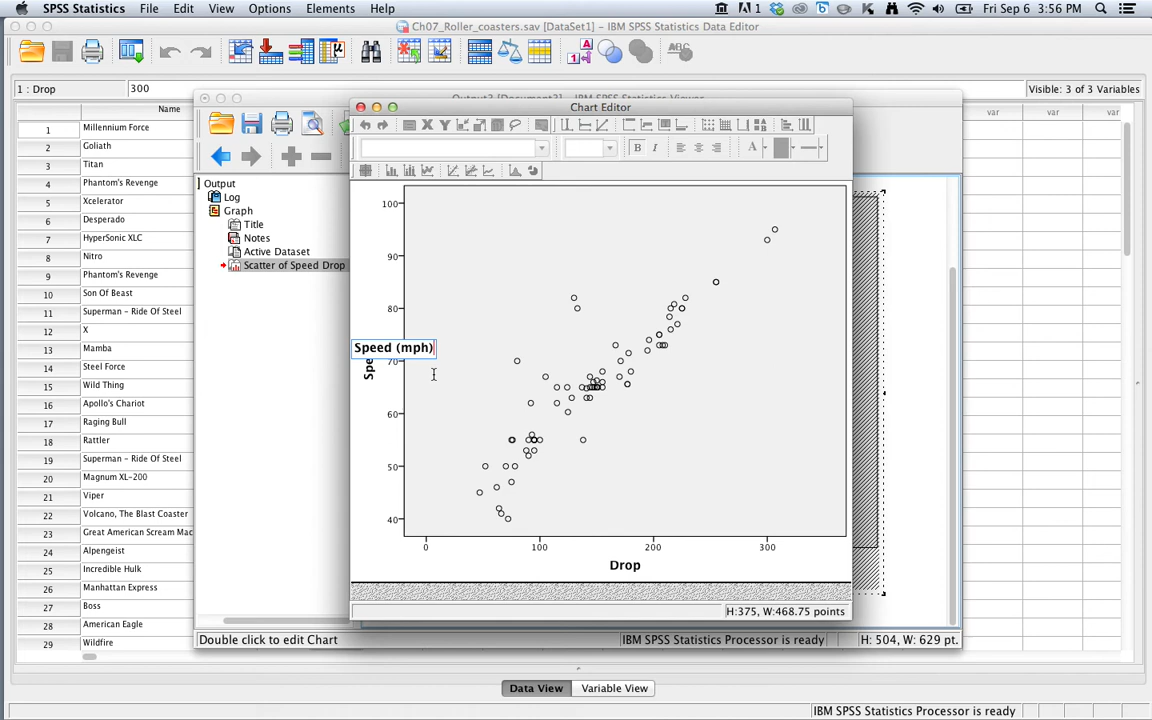 SPSS Statistics File Edit View Options Elements Help
1 Fri Sep 6 3:56 PM
Ch07_Roller_coasters.sav [DataSet1] – IBM SPSS Statistics Data Editor
1 : Drop 300
Visible: 3 of 3 Variables
Name
var var var
1 Millennium Force
2 Goliath
3 Titan
4 Phantom's Revenge
5 Xcelerator
6 Desperado
7 HyperSonic XLC
8 Nitro
9 Phantom's Revenge
10 Son Of Beast
11 Superman – Ride Of Steel
12 X
13 Mamba
14 Steel Force
15 Wild Thing
16 Apollo's Chariot
17 Raging Bull
18 Rattler
19 Superman – Ride Of Steel
20 Magnum XL-200
21 Viper
22 Volcano, The Blast Coaster
23 Great American Scream Mac
24 Alpengeist
25 Incredible Hulk
26 Manhattan Express
27 Boss
28 American Eagle
29 Wildfire
Output
Log
Graph
Title
Notes
Active Dataset
Scatter of Speed Drop
Double click to edit Chart
IBM SPSS Statistics Processor is ready
H: 504, W: 629 pt.
Chart Editor
B I A
100
90
80
Speed (mph)
70
Spe
60
50
40
0 100 200 300
Drop
H:375, W:468.75 points
Data View Variable View
IBM SPSS Statistics Processor is ready